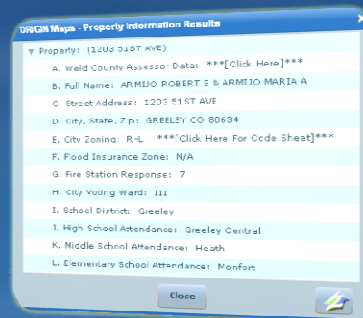 ORIGIN Maps - Property Information Results
Property: (1203 51ST AVE)
A. Weld County Assessor Data: ***[Click Here]***
B. Full Name: ARMIJO ROBERT E & ARMIJO MARIA A
C. Street Address: 1203 51ST AVE
D. City, State, Zip: GREELEY CO 80634
E. City Zoning: R-L ***[Click Here For Code Sheet]***
F. Flood Insurance Zone: N/A
G. Fire Station Response: 7
H. City Voting Ward: III
I. School District: Greeley
J. High School Attendance: Greeley Central
K. Middle School Attendance: Heath
L. Elementary School Attendance: Monfort
Close